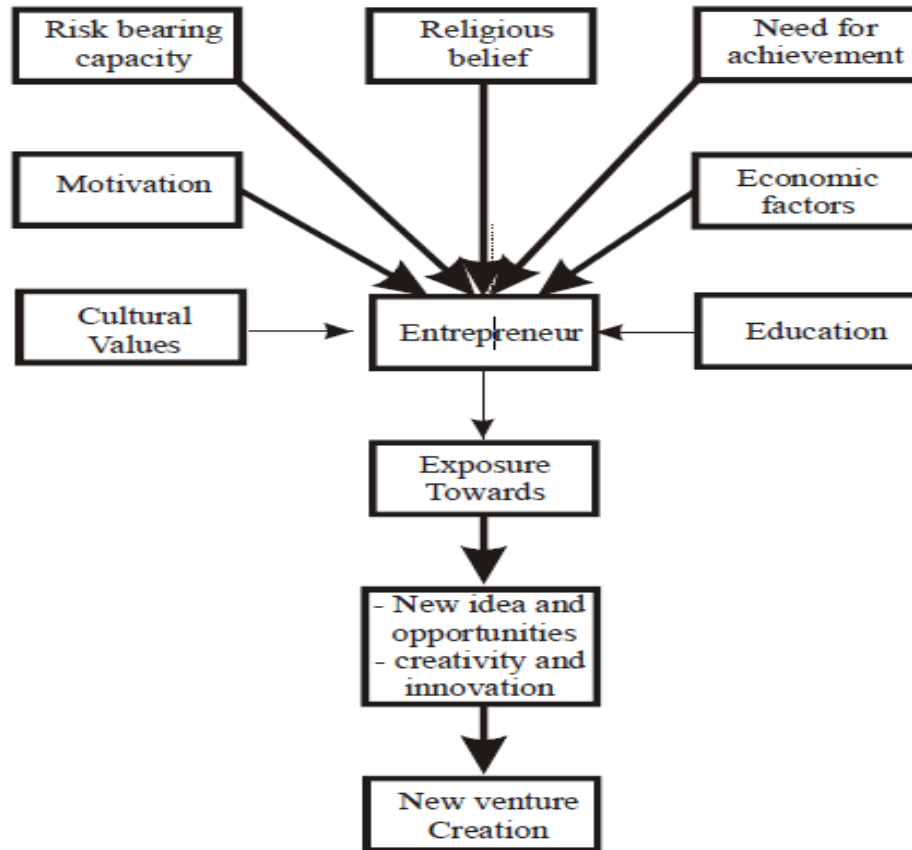 Risk bearing
capacity
Religious
belief
Need for
achievement
Motivation
Economic
factors
Cultural
Values
Entrepreneur
Education
Exposure
Towards
- New idea and
opportunities
- creativity and
innovation
New venture
Creation